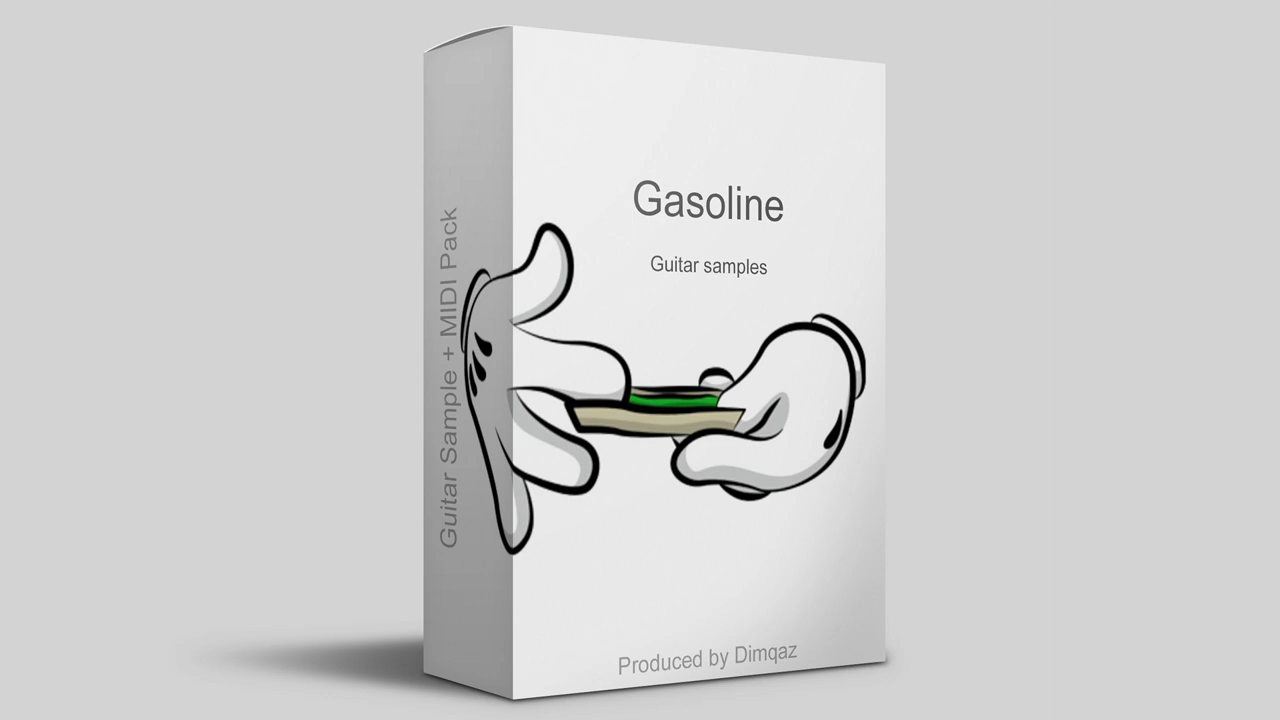 Gasoline
Guitar samples
Guitar Sample + MIDI Pack
Produced by Dimqaz